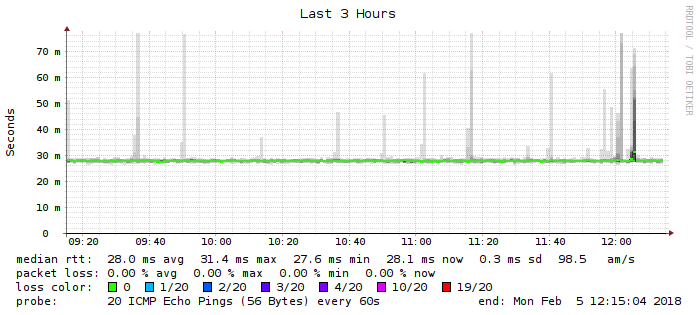 Last 3 Hours
RRDTOOL / TOBI OETIKER
Seconds
70 m
60 m
50 m
40 m
30 m
20 m
10 m
0
09:20 09:40 10:00 10:20 10:40 11:00 11:20 11:40 12:00
median rtt: 28.0 ms avg 31.4 ms max 27.6 ms min 28.1 ms now 0.3 ms sd 98.5 am/s
packet loss: 0.00 % avg 0.00 % max 0.00 % min 0.00 % now
loss color: 0 1/20 2/20 3/20 4/20 10/20 19/20
probe: 20 ICMP Echo Pings (56 Bytes) every 60s end: Mon Feb 5 12:15:04 2018